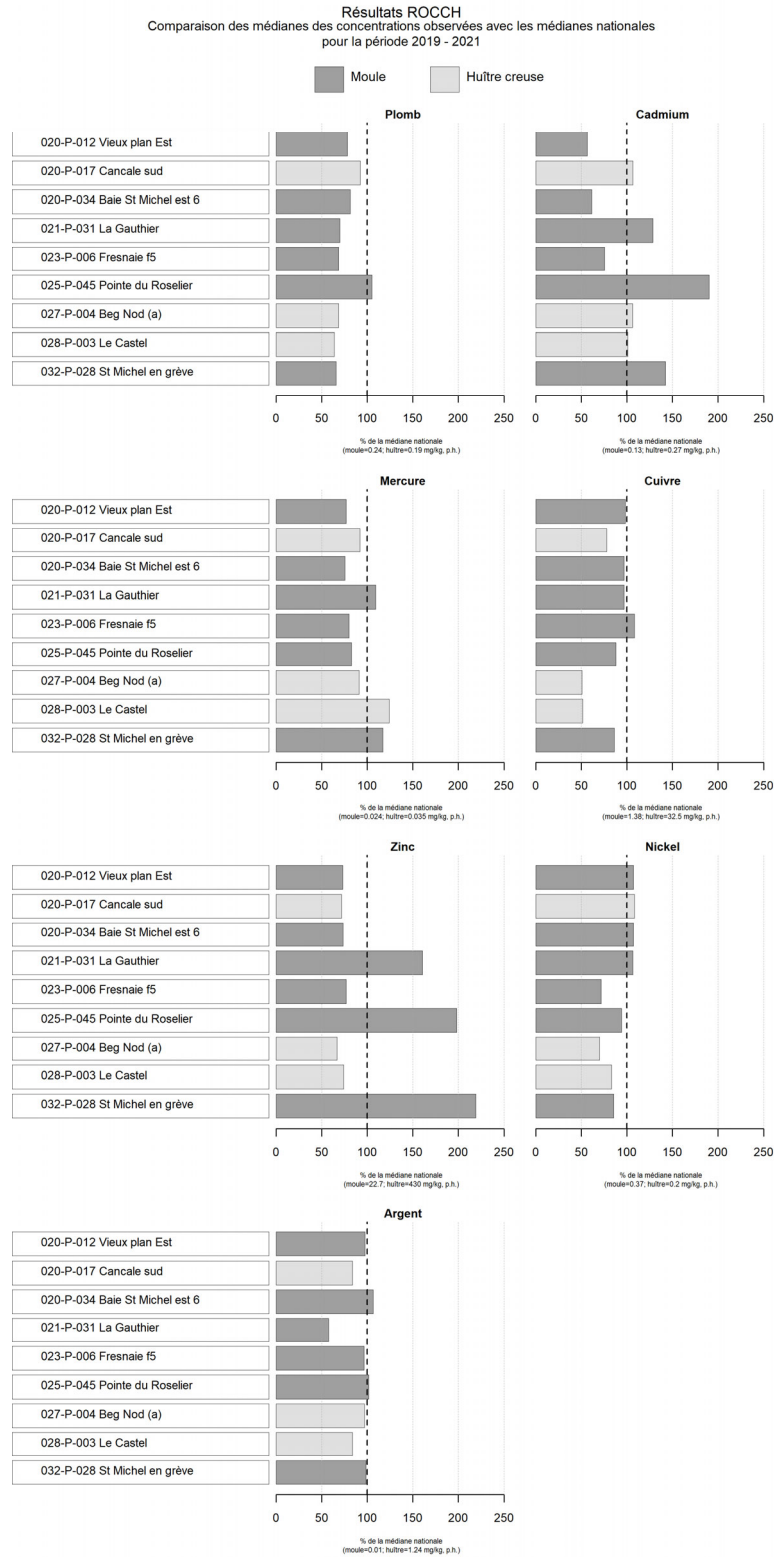 Résultats ROCCH
Comparaison des médianes des concentrations observées avec les médianes nationales
pour la période 2019 - 2021
Moule Huître creuse
Plomb Cadmium
020-P-012 Vieux plan Est
020-P-017 Cancale sud
020-P-034 Baie St Michel est 6
021-P-031 La Gauthier
023-P-006 Fresnaie f5
025-P-045 Pointe du Roselier
027-P-004 Beg Nod (a)
028-P-003 Le Castel
032-P-028 St Michel en grève
0 50 100 150 200 250 0 50 100 150 200 250
% de la médiane nationale % de la médiane nationale
(moule=0.24; huître=0.19 mg/kg, p.h.) (moule=0.13; huître=0.27 mg/kg, p.h.)
Mercure Cuivre
020-P-012 Vieux plan Est
020-P-017 Cancale sud
020-P-034 Baie St Michel est 6
021-P-031 La Gauthier
023-P-006 Fresnaie f5
025-P-045 Pointe du Roselier
027-P-004 Beg Nod (a)
028-P-003 Le Castel
032-P-028 St Michel en grève
0 50 100 150 200 250 0 50 100 150 200 250
% de la médiane nationale % de la médiane nationale
(moule=0.024; huître=0.035 mg/kg, p.h.) (moule=1.38; huître=32.5 mg/kg, p.h.)
Zinc Nickel
020-P-012 Vieux plan Est
020-P-017 Cancale sud
020-P-034 Baie St Michel est 6
021-P-031 La Gauthier
023-P-006 Fresnaie f5
025-P-045 Pointe du Roselier
027-P-004 Beg Nod (a)
028-P-003 Le Castel
032-P-028 St Michel en grève
0 50 100 150 200 250 0 50 100 150 200 250
% de la médiane nationale % de la médiane nationale
(moule=22.7; huître=430 mg/kg, p.h.) (moule=0.37; huître=0.2 mg/kg, p.h.)
Argent
020-P-012 Vieux plan Est
020-P-017 Cancale sud
020-P-034 Baie St Michel est 6
021-P-031 La Gauthier
023-P-006 Fresnaie f5
025-P-045 Pointe du Roselier
027-P-004 Beg Nod (a)
028-P-003 Le Castel
032-P-028 St Michel en grève
0 50 100 150 200 250
% de la médiane nationale
(moule=0.01; huître=1.24 mg/kg, p.h.)